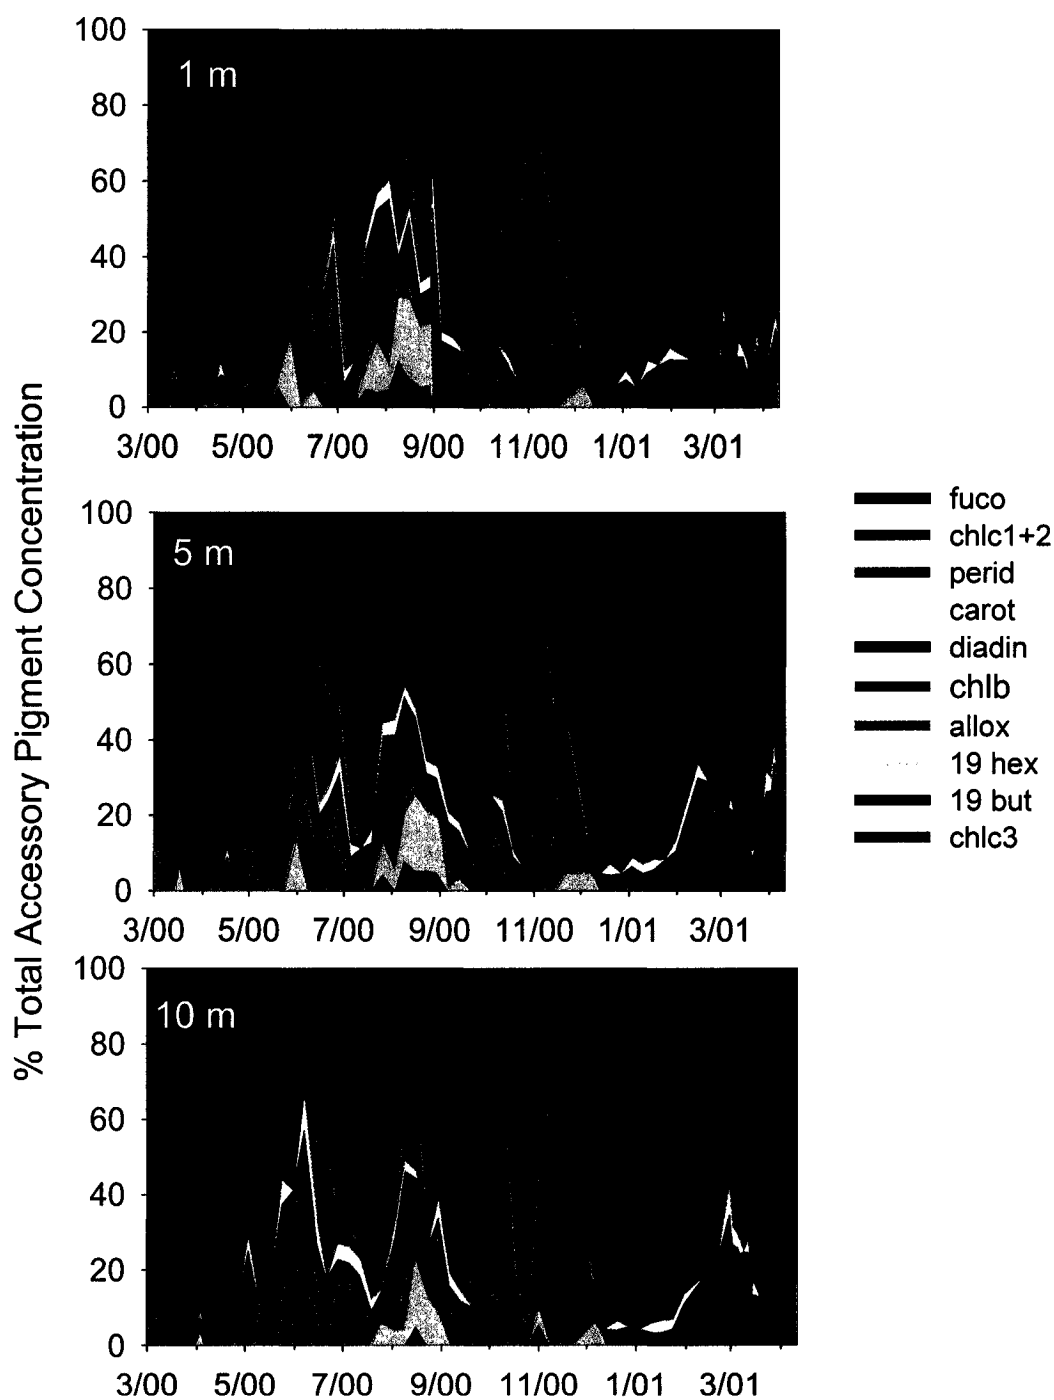 % Total Accessory Pigment Concentration
100
1 m
80
60
40
20
0
3/00 5/00 7/00 9/00 11/00 1/01 3/01
100
5 m
80
60
40
20
0
3/00 5/00 7/00 9/00 11/00 1/01 3/01
100
10 m
80
60
40
20
0
3/00 5/00 7/00 9/00 11/00 1/01 3/01
fuco
chlc1+2
perid
carot
diadin
chlb
allox
19 hex
19 but
chlc3